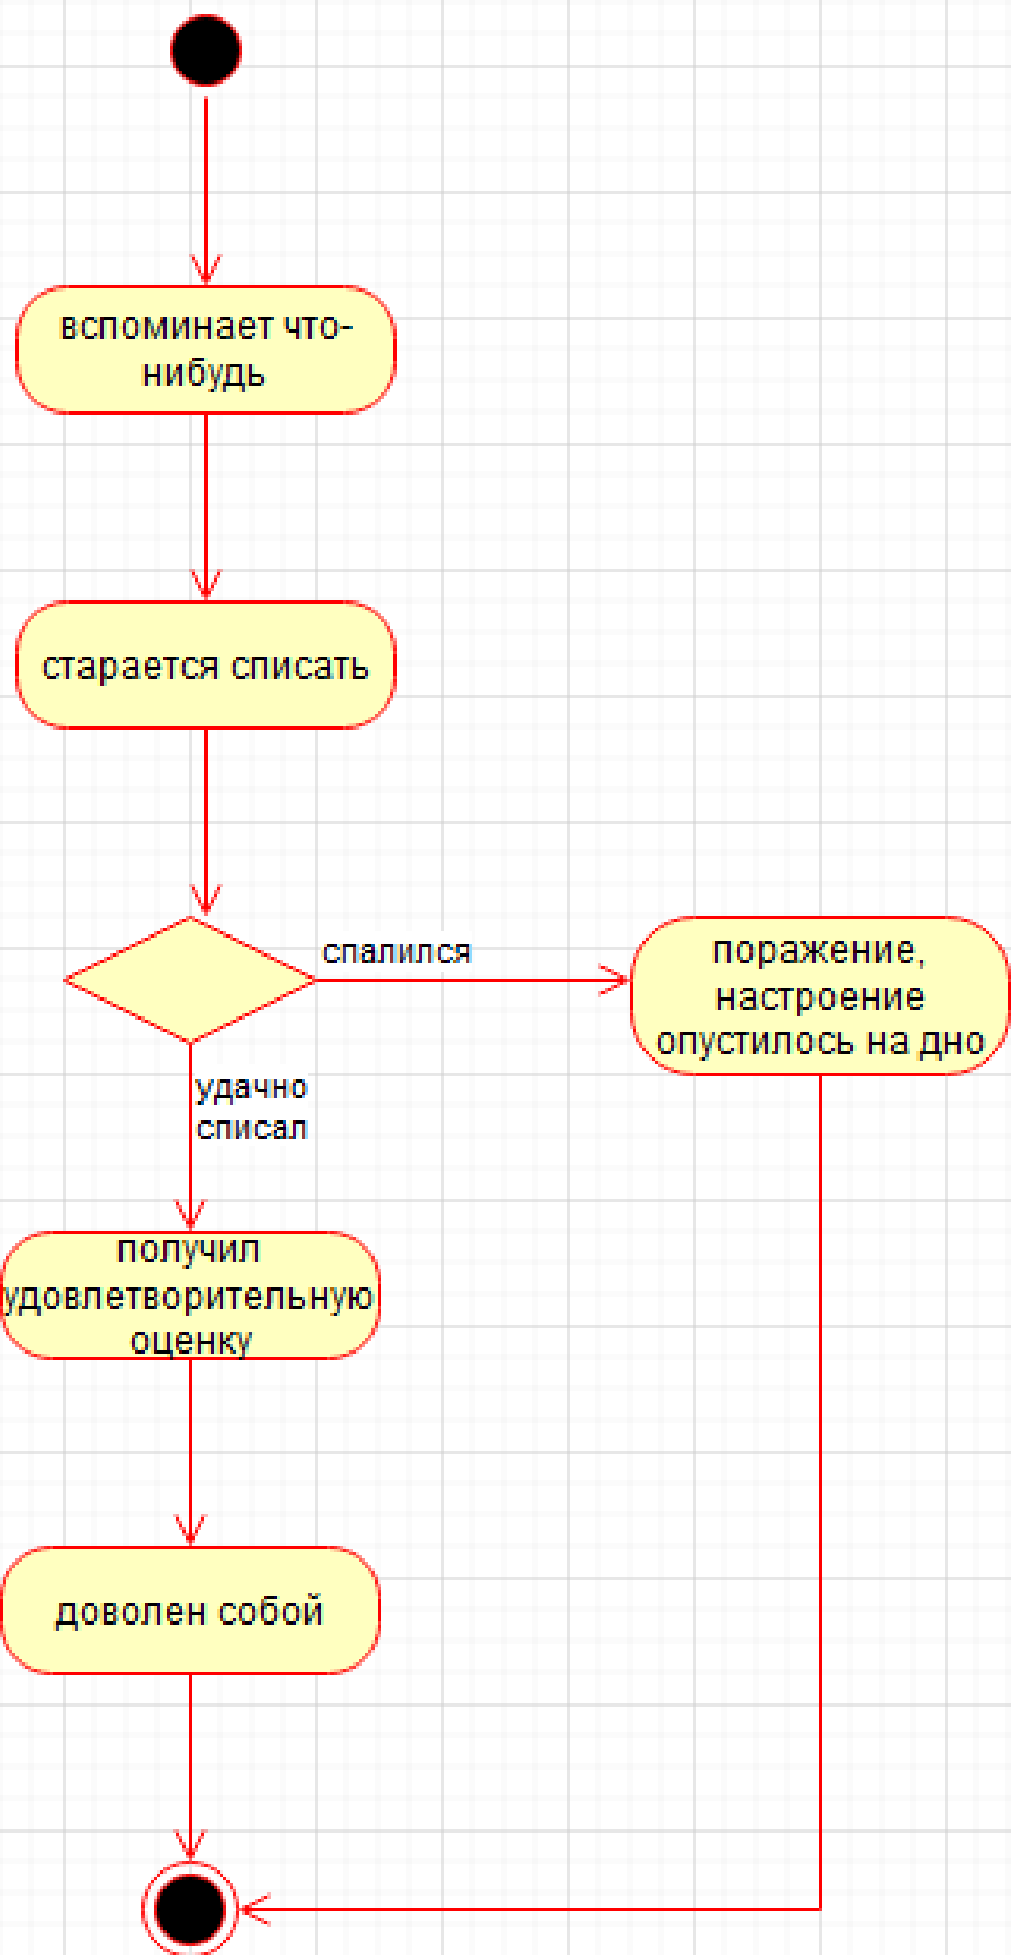 вспоминает что-
нибудь
старается списать
спалился
поражение,
настроение
опустилось на дно
удачно
списал
получил
удовлетворительную
оценку
доволен собой